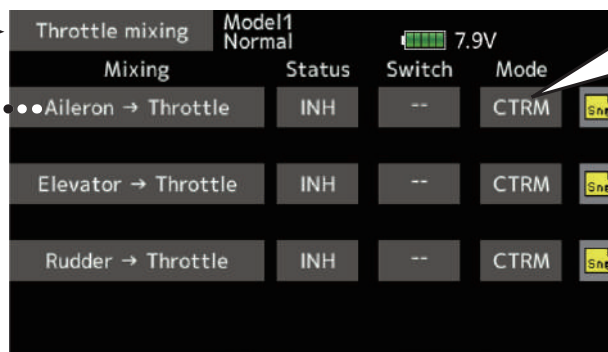 Throttle mixing Model1
Normal 7.9V
Mixing Status Switch Mode
Aileron → Throttle INH -- CTRM
Elevator → Throttle INH -- CTRM
Rudder → Throttle INH -- CTRM